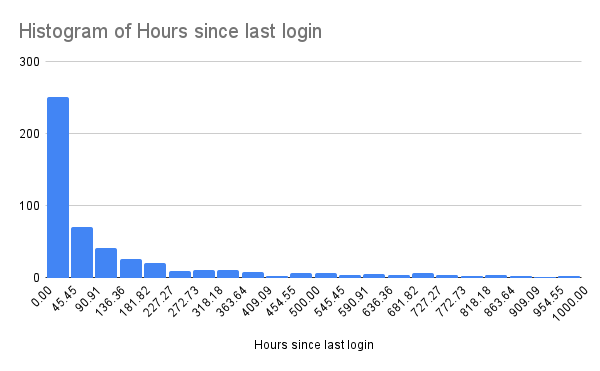 Histogram of Hours since last login
300
200
100
0
0.00 45.45 90.91 136.36 181.82 227.27 272.73 318.18 363.64 409.09 454.55 500.00 545.45 590.91 636.36 681.82 727.27 772.73 818.18 863.64 909.09 954.55 1000.00
Hours since last login